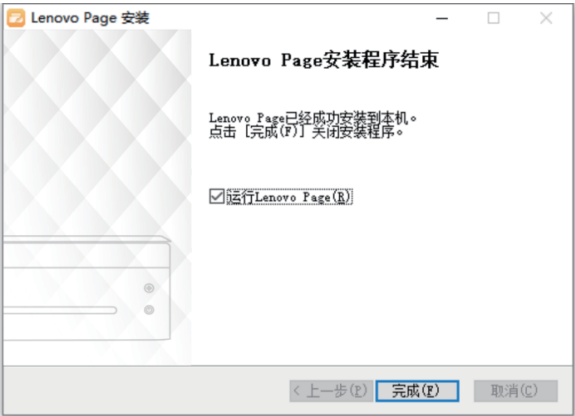 Lenovo Page 安装
Lenovo Page安装程序结束
Lenovo Page已经成功安装到本机。
点击 [完成(F)] 关闭安装程序。
运行Lenovo Page(R)
< 上一步(P)
完成(F)
取消(C)